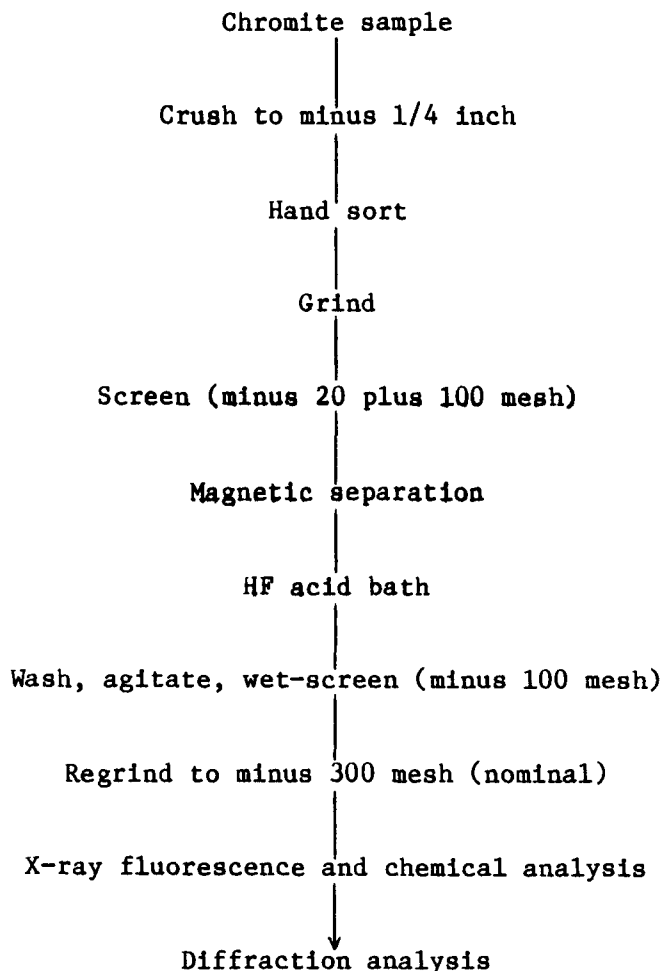 Chromite sample
Crush to minus 1/4 inch
Hand sort
Grind
Screen (minus 20 plus 100 mesh)
Magnetic separation
HF acid bath
Wash, agitate, wet-screen (minus 100 mesh)
Regrind to minus 300 mesh (nominal)
X-ray fluorescence and chemical analysis
Diffraction analysis